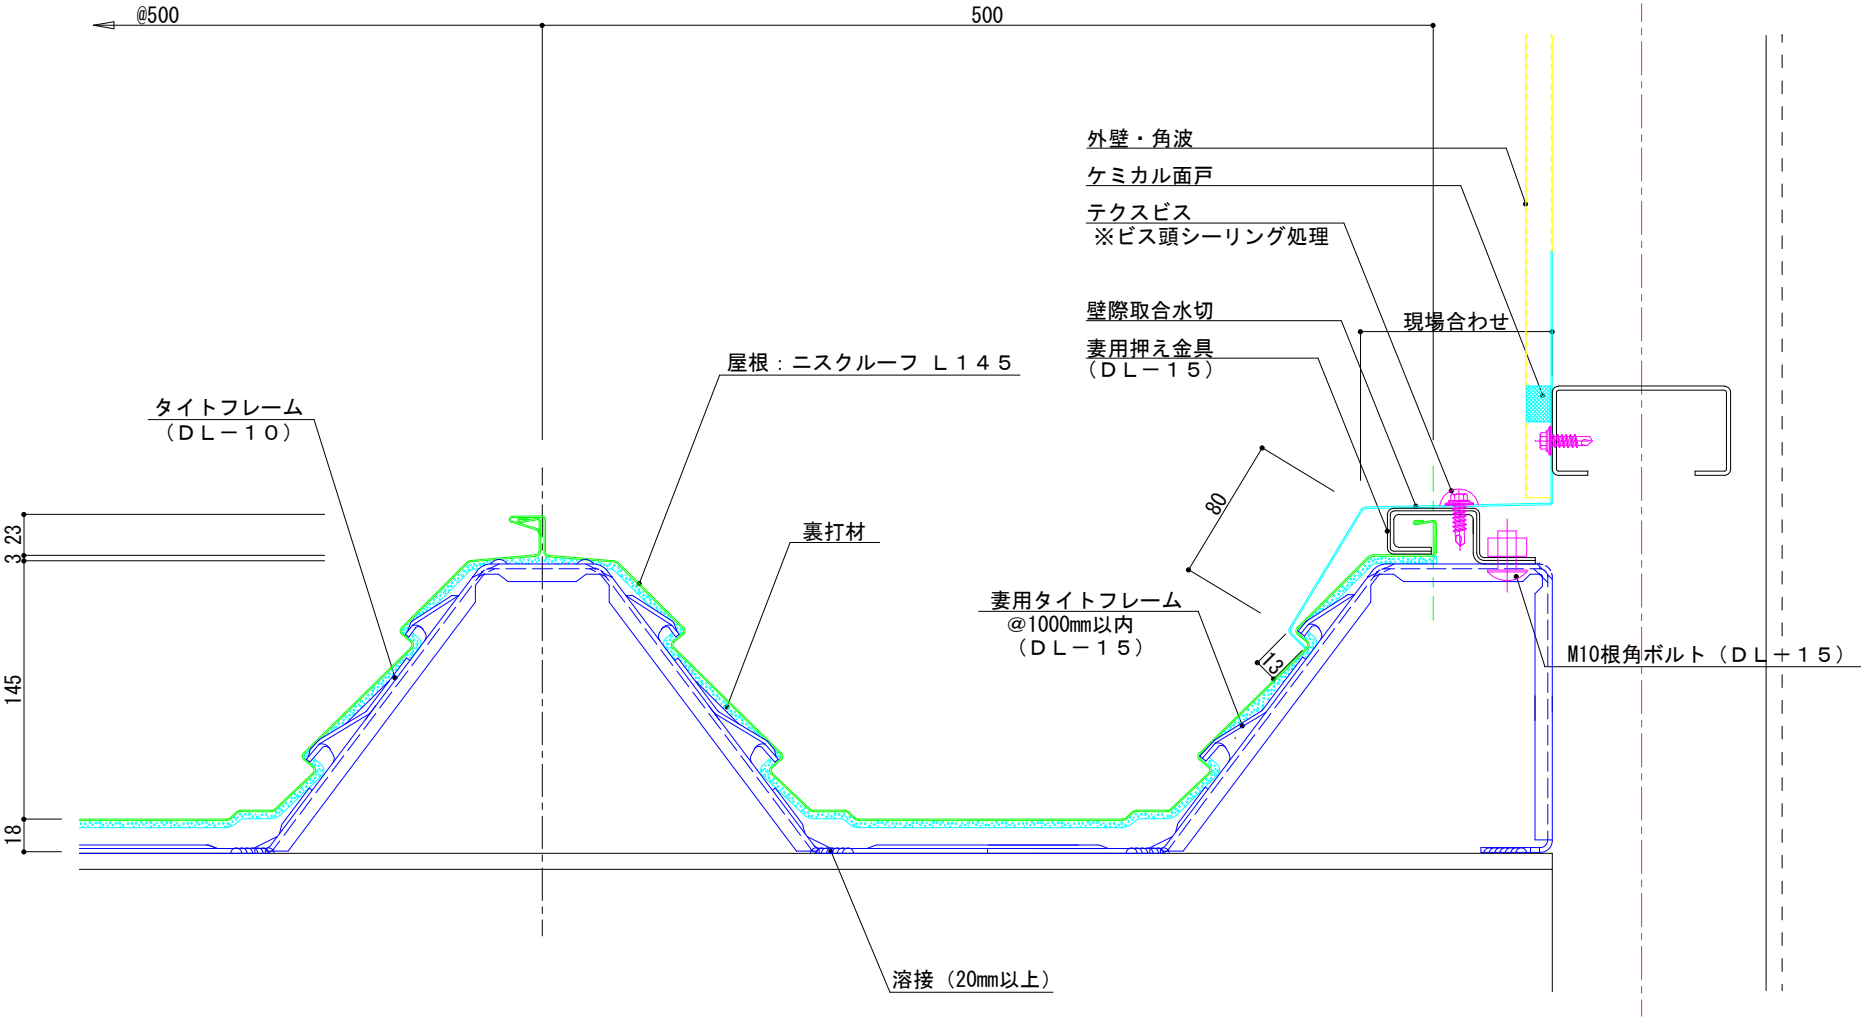 @500
500
外壁・角波
ケミカル面戸
テクスビス
※ビス頭シーリング処理
壁際取合水切
現場合わせ
妻用押え金具
（ＤＬ－１５）
屋根：ニスクルーフ Ｌ１４５
タイトフレーム
（ＤＬ－１０）
80
23
3
裏打材
妻用タイトフレーム
＠1000mm以内
（ＤＬ－１５）
13
M10根角ボルト（ＤＬ－１５）
145
18
溶接（20mm以上）